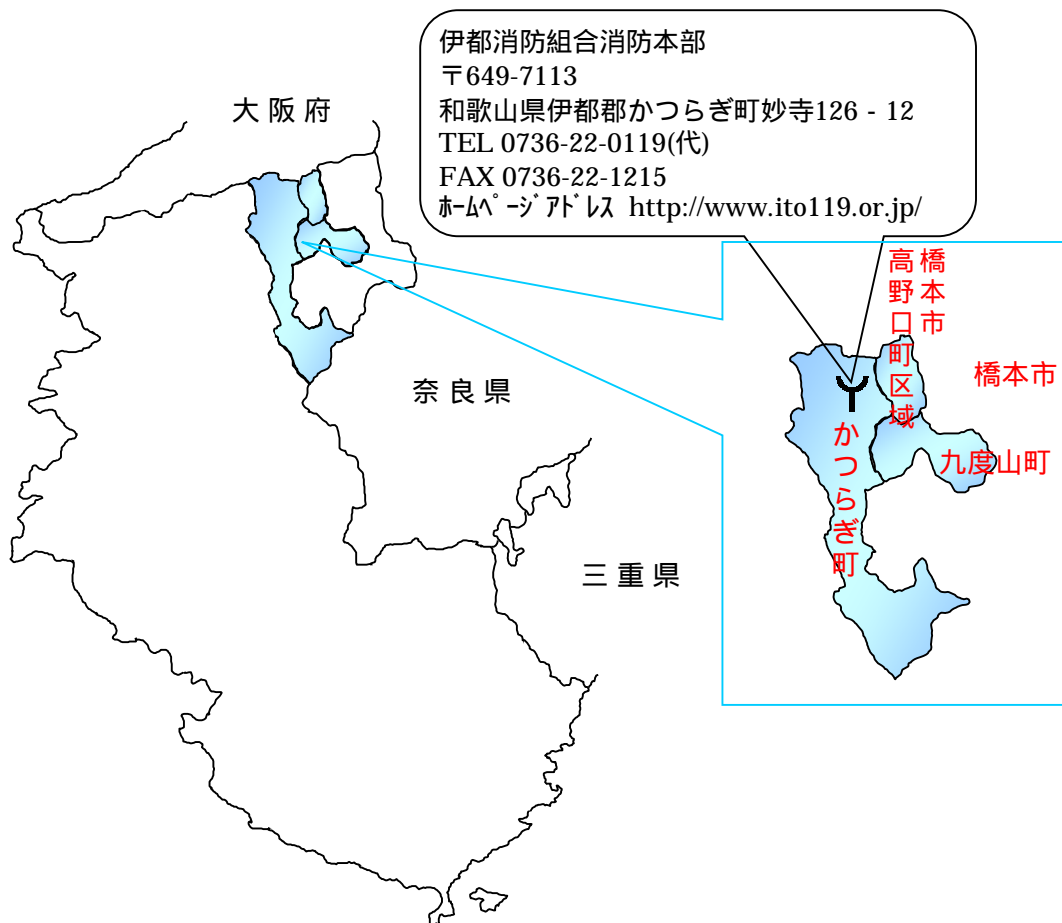 伊都消防組合消防本部
〒649-7113
和歌山県伊都郡かつらぎ町妙寺126 - 12
TEL 0736-22-0119(代)
FAX 0736-22-1215
ﾎｰﾑﾍﾟｰｼﾞｱﾄﾞﾚｽ http://www.ito119.or.jp/
大阪府
奈良県
三重県
橋本市
高野口町区域
橋本市
九度山町
かつらぎ町